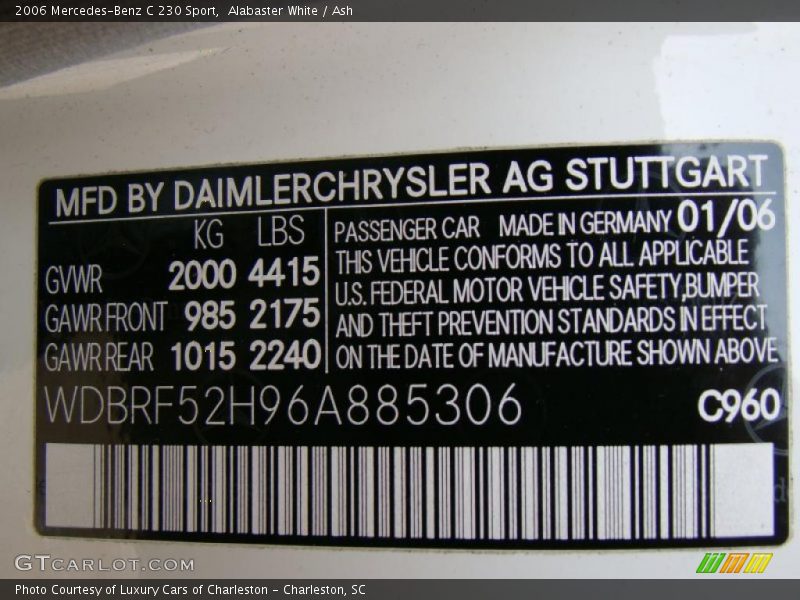 2006 Mercedes-Benz C 230 Sport,  Alabaster White / Ash
MFD BY DAIMLERCHRYSLER AG STUTTGART
KG LBS
GVWR 2000 4415
GAWR FRONT 985 2175
GAWR REAR 1015 2240
PASSENGER CAR MADE IN GERMANY 01/06
THIS VEHICLE CONFORMS TO ALL APPLICABLE
U.S. FEDERAL MOTOR VEHICLE SAFETY,BUMPER
AND THEFT PREVENTION STANDARDS IN EFFECT
ON THE DATE OF MANUFACTURE SHOWN ABOVE
WDBRF52H96A885306 C960
GTCARLOT.COM
Photo Courtesy of Luxury Cars of Charleston - Charleston, SC